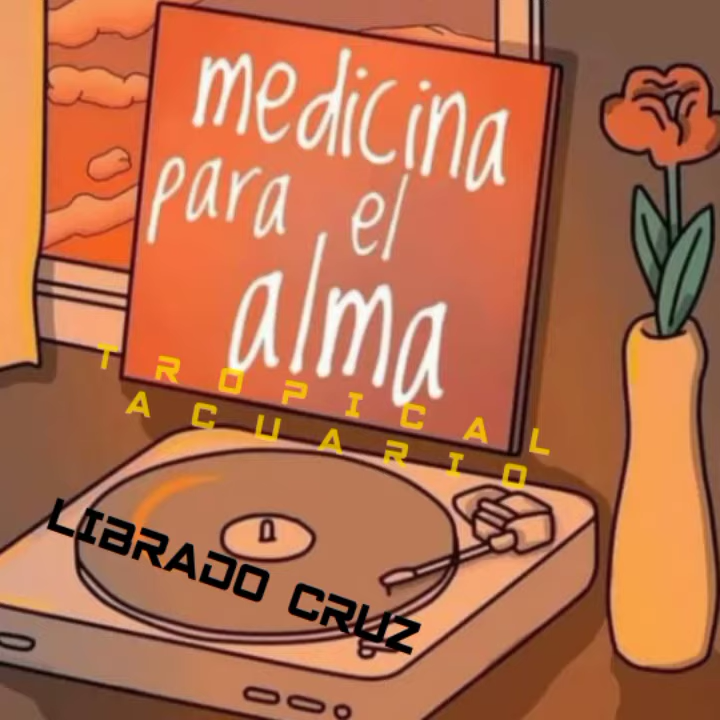 medicina
para el
alma
TROPICAL
ACUARIO
LIBRADO CRUZ